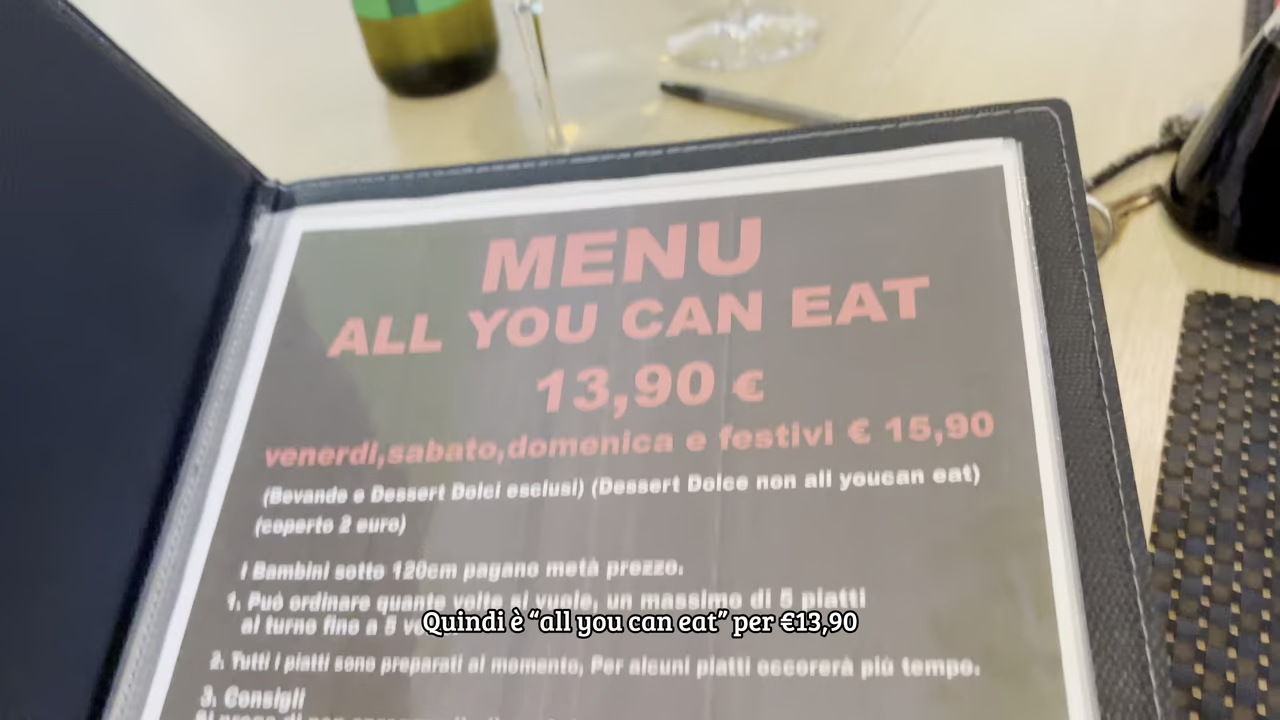 MENU
ALL YOU CAN EAT
13,90 €
venerdi,sabato,domenica e festivi € 15,90
(Bevande e Dessert Dolci esclusi) (Dessert Dolce non all youcan eat)
(coperto 2 euro)
I Bambini sotto 120cm pagano metà prezzo.
1. Può ordinare quante volte si vuole, un massimo di 5 piatti
al turno fino a 5
Quindi è “all you can eat” per €13,90
2. Tutti i piatti sono preparati al momento, Per alcuni piatti occorerà più tempo.
3. Consigli